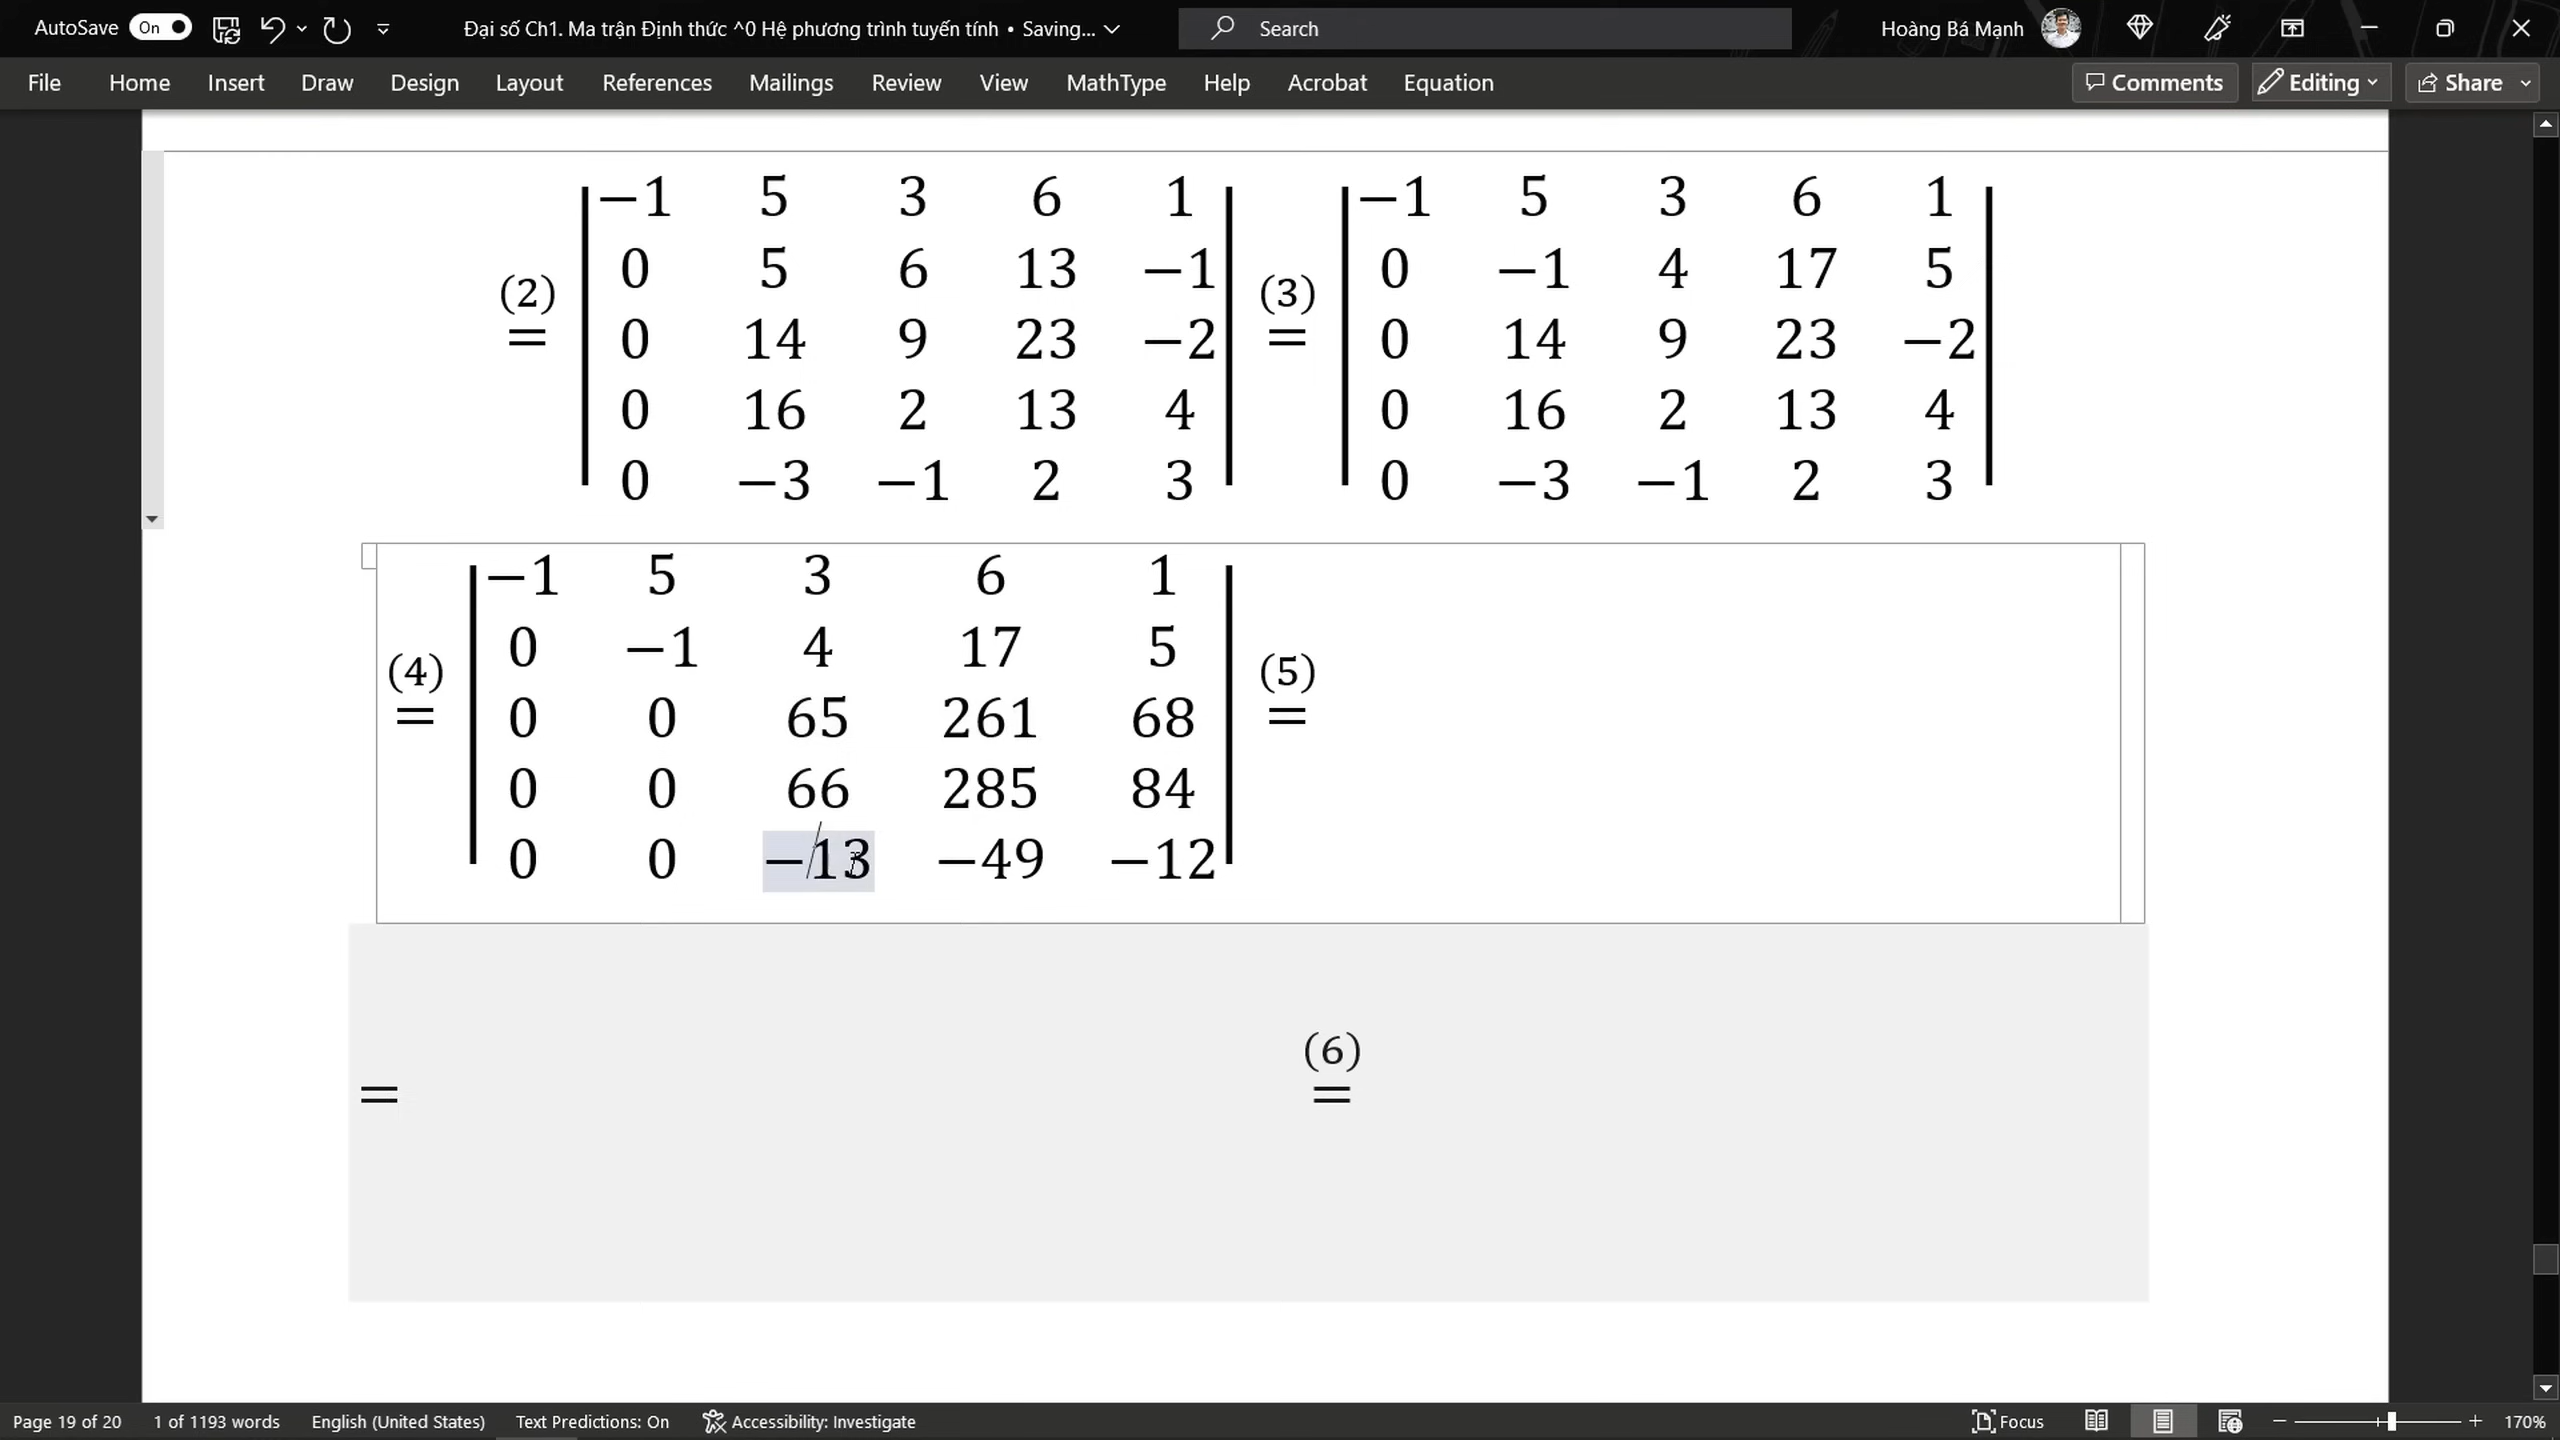 AutoSave On Đại số Ch1. Ma trận Định thức ^0 Hệ phương trình tuyến tính • Saving... Search Hoàng Bá Mạnh
File Home Insert Draw Design Layout References Mailings Review View MathType Help Acrobat Equation Comments Editing Share
−1 5 3 6 1 −1 5 3 6 1
0 5 6 13 −1 0 −1 4 17 5
(2) (3)
= 0 14 9 23 −2 = 0 14 9 23 −2
0 16 2 13 4 0 16 2 13 4
0 −3 −1 2 3 0 −3 −1 2 3
−1 5 3 6 1
0 −1 4 17 5
(4) (5)
= 0 0 65 261 68 =
0 0 66 285 84
0 0 −13 −49 −12
(6)
= =
Page 19 of 20 1 of 1193 words English (United States) Text Predictions: On Accessibility: Investigate Focus − + 170%